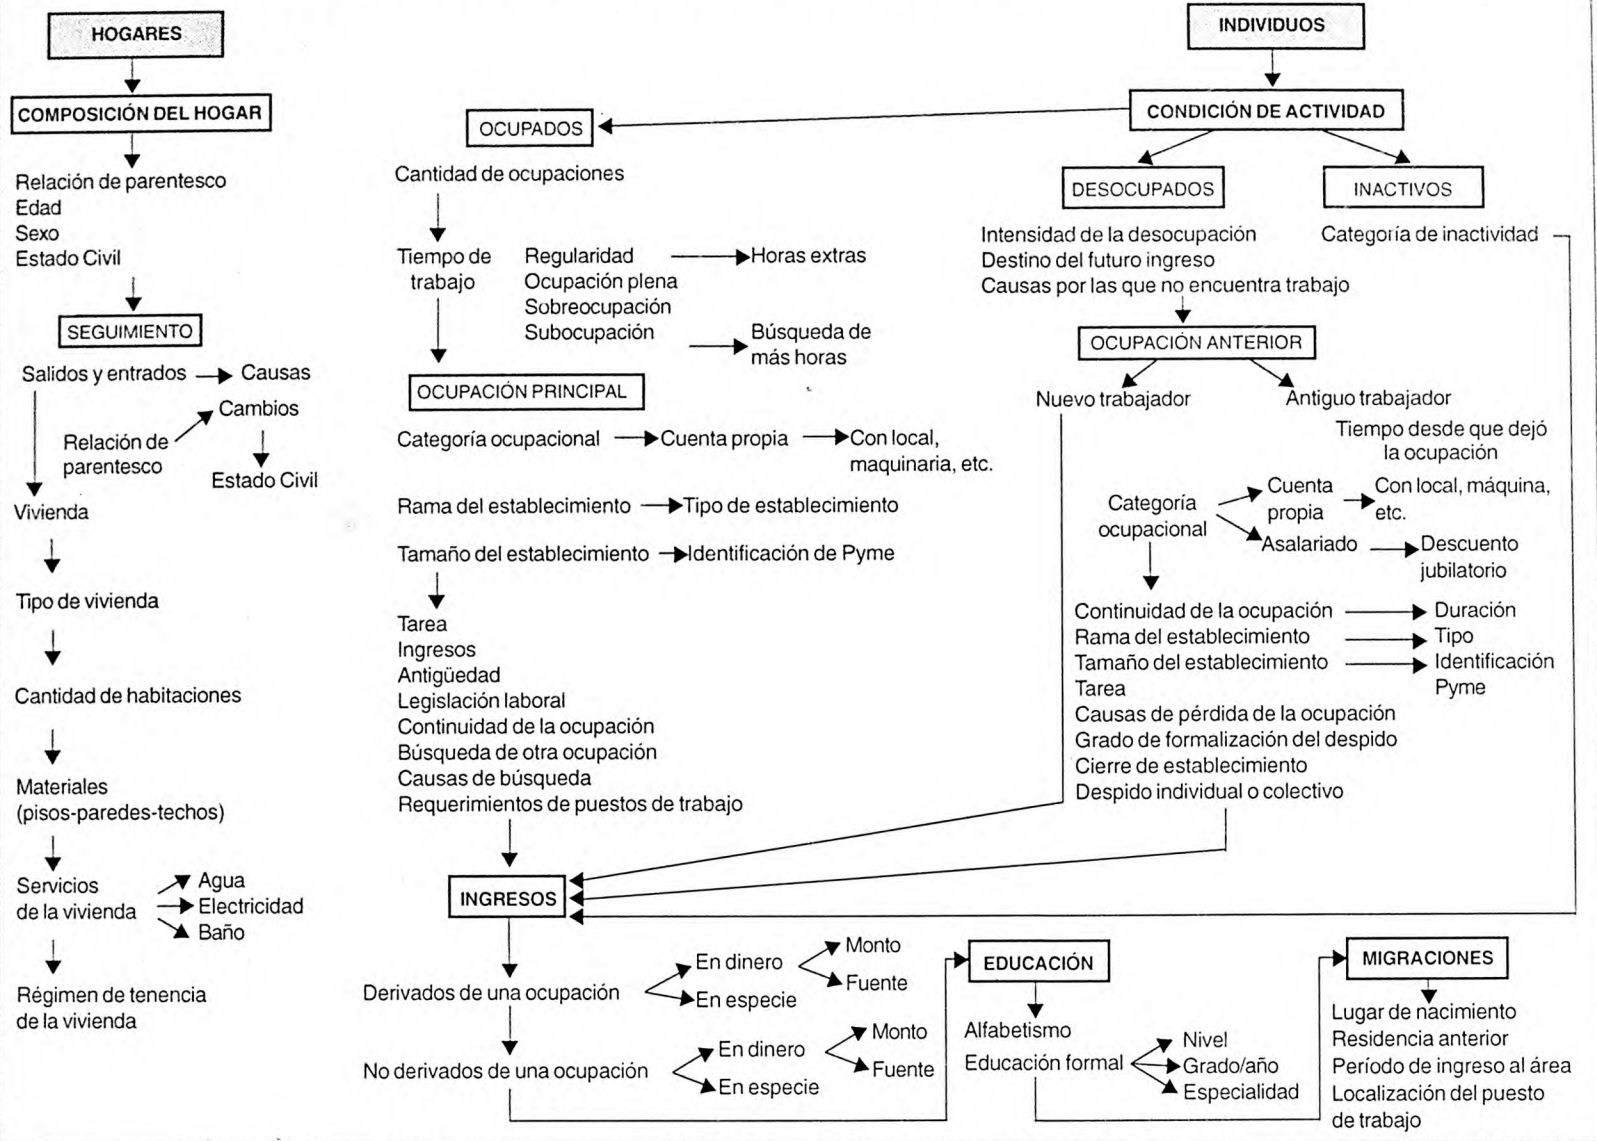 HOGARES
COMPOSICIÓN DEL HOGAR
Relación de parentesco
Edad
Sexo
Estado Civil
SEGUIMIENTO
Salidos y entrados
Causas
Cambios
Relación de
parentesco
Estado Civil
Vivienda
Tipo de vivienda
Cantidad de habitaciones
Materiales
(pisos-paredes-techos)
Servicios
de la vivienda
Agua
Electricidad
Baño
Régimen de tenencia
de la vivienda
INDIVIDUOS
CONDICIÓN DE ACTIVIDAD
OCUPADOS
Cantidad de ocupaciones
Tiempo de
trabajo
Regularidad
Ocupación plena
Sobreocupación
Subocupación
Horas extras
Búsqueda de
más horas
OCUPACIÓN PRINCIPAL
Categoría ocupacional
Cuenta propia
Con local,
maquinaria, etc.
Rama del establecimiento
Tipo de establecimiento
Tamaño del establecimiento
Identificación de Pyme
Tarea
Ingresos
Antigüedad
Legislación laboral
Continuidad de la ocupación
Búsqueda de otra ocupación
Causas de búsqueda
Requerimientos de puestos de trabajo
DESOCUPADOS
Intensidad de la desocupación
Destino del futuro ingreso
Causas por las que no encuentra trabajo
INACTIVOS
Categoría de inactividad
OCUPACIÓN ANTERIOR
Nuevo trabajador
Antiguo trabajador
Tiempo desde que dejó
la ocupación
Categoría
ocupacional
Cuenta
propia
Con local, máquina,
etc.
Asalariado
Descuento
jubilatorio
Continuidad de la ocupación
Duración
Rama del establecimiento
Tipo
Tamaño del establecimiento
Identificación
Pyme
Tarea
Causas de pérdida de la ocupación
Grado de formalización del despido
Cierre de establecimiento
Despido individual o colectivo
INGRESOS
Derivados de una ocupación
En dinero
Monto
Fuente
En especie
No derivados de una ocupación
En dinero
Monto
Fuente
En especie
EDUCACIÓN
Alfabetismo
Educación formal
Nivel
Grado/año
Especialidad
MIGRACIONES
Lugar de nacimiento
Residencia anterior
Período de ingreso al área
Localización del puesto
de trabajo